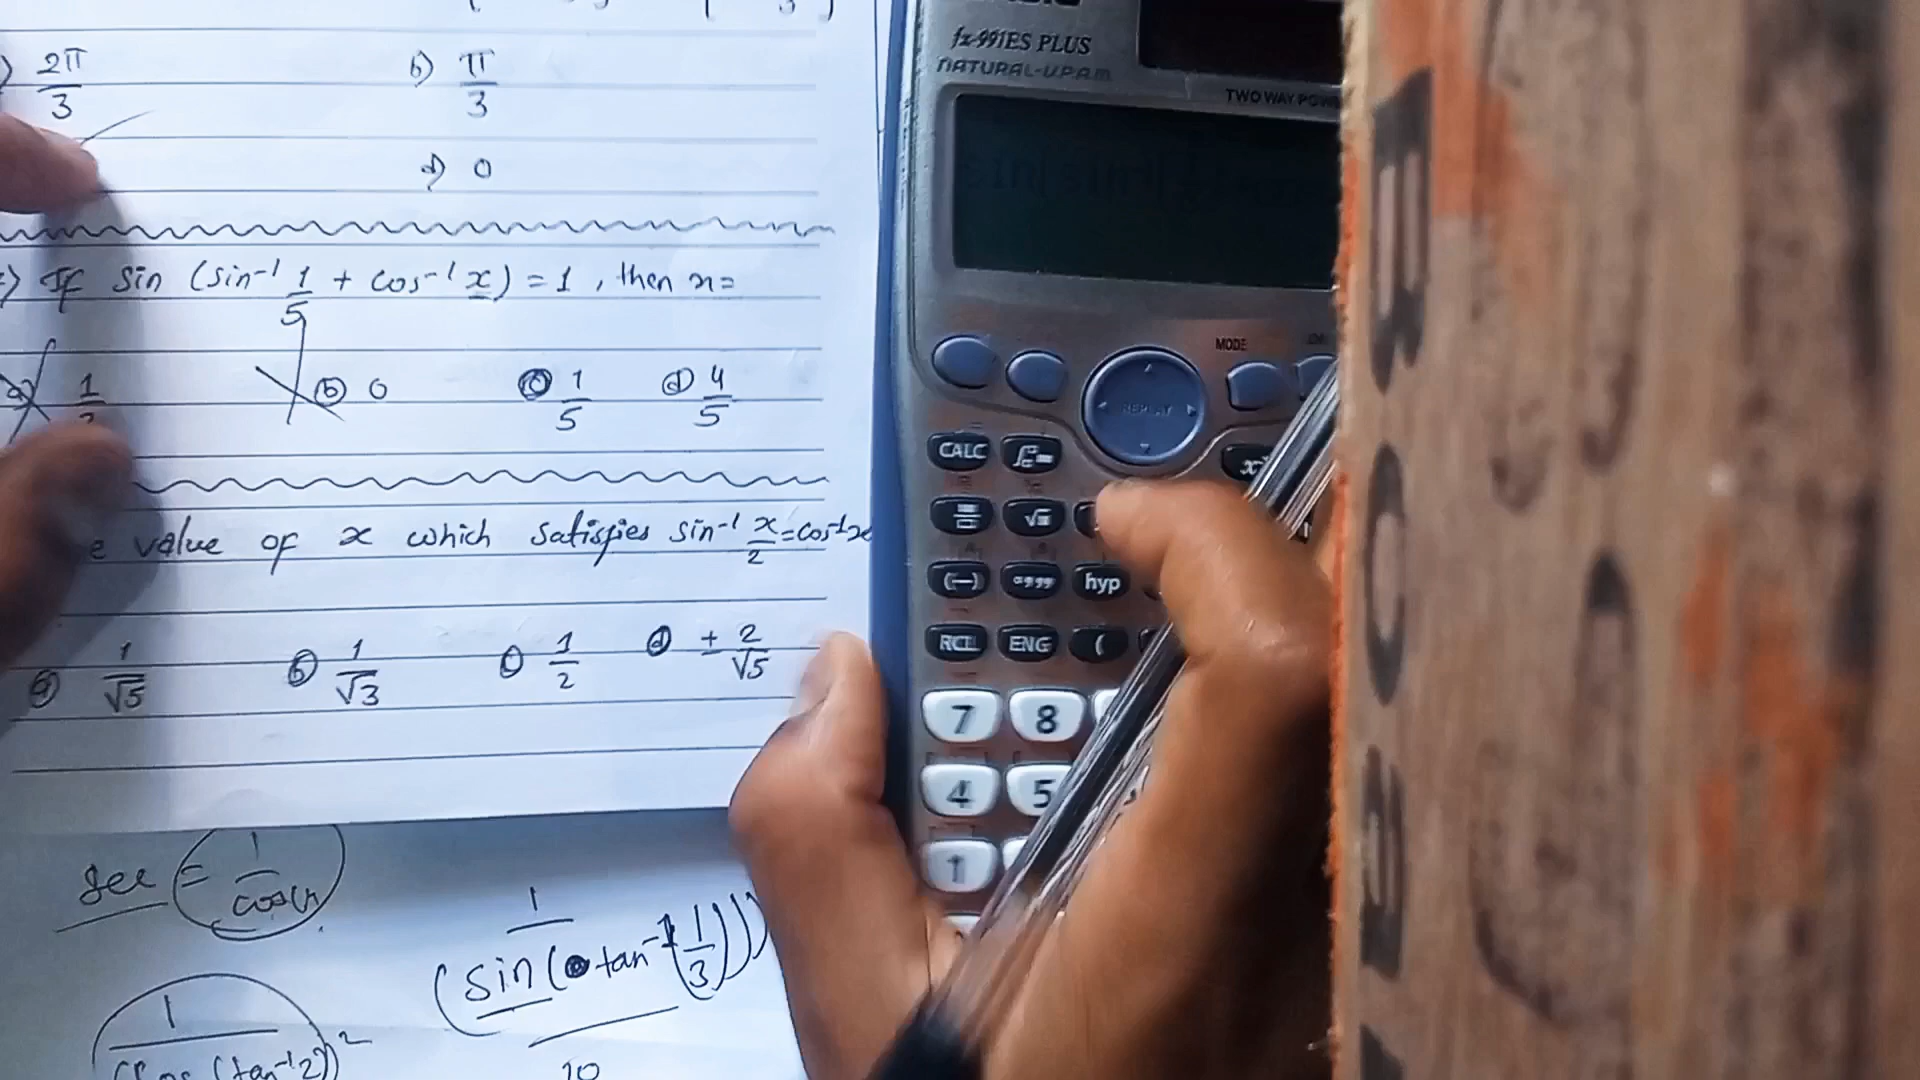 2π/3 b) π/3
d) 0
If sin (sin⁻¹ 1/5 + cos⁻¹ x) = 1, then x=
a) 1/2 b) 0 c) 1/5 d) 4/5
value of x which satisfies sin⁻¹ x/2 = cos⁻¹x
a) 1/√5 b) 1/√3 c) 1/2 d) ± 2/√5
sec = 1/cos
1/(sin(tan⁻¹(1/3)))
10
(tan⁻¹2))²
fx-991ES PLUS
NATURAL-V.P.A.M.
TWO WAY POW
MODE
REPLAY
CALC
(−) hyp
RCL ENG (
7 8
4 5
1